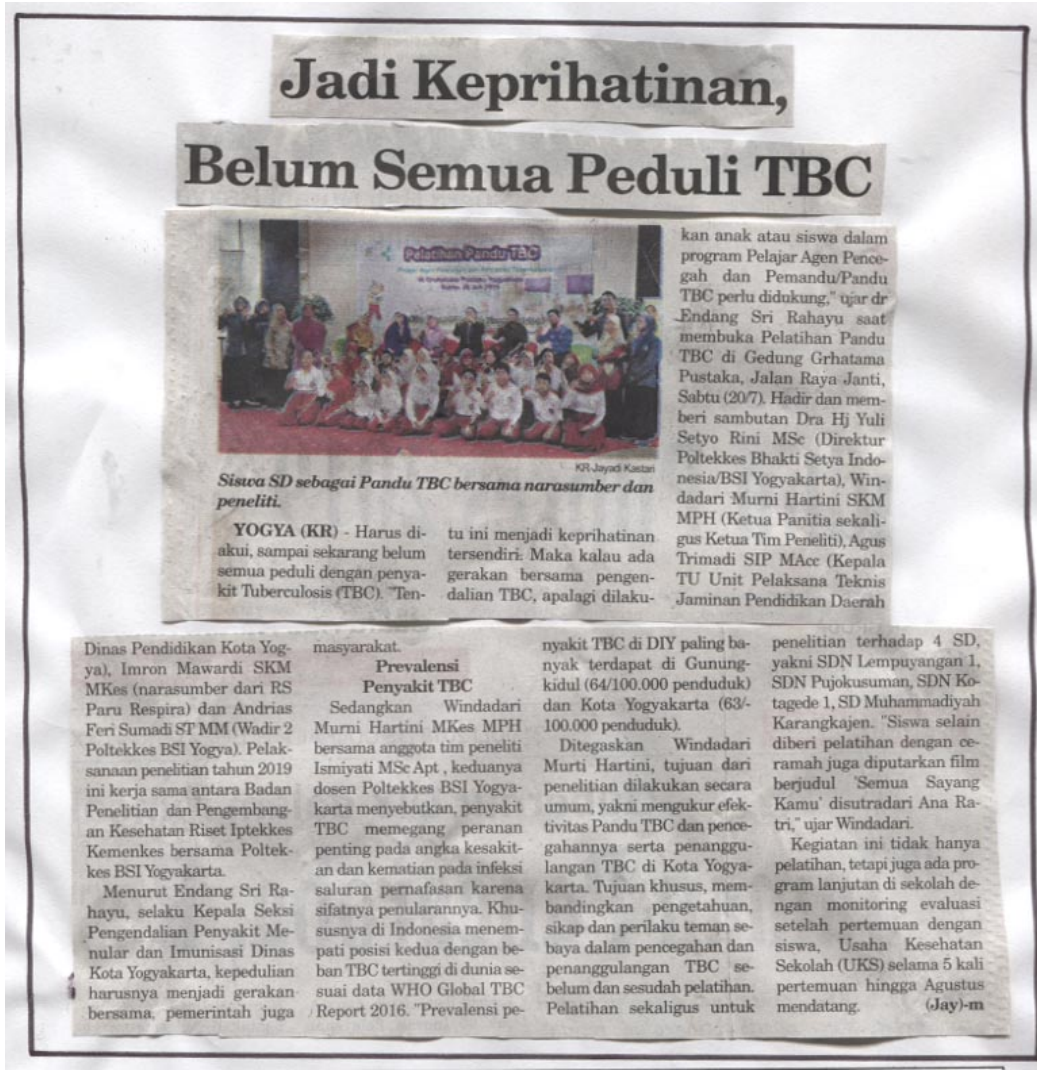 Jadi Keprihatinan,
Belum Semua Peduli TBC
Pelatihan Pandu TBC
KR-Jayadi Kastari
Siswa SD sebagai Pandu TBC bersama narasumber dan
peneliti.
YOGYA (KR) - Harus di-
akui, sampai sekarang belum
semua peduli dengan penya-
kit Tuberculosis (TBC). "Ten-
tu ini menjadi keprihatinan
tersendiri. Maka kalau ada
gerakan bersama pengen-
dalian TBC, apalagi dilaku-
kan anak atau siswa dalam
program Pelajar Agen Pence-
gah dan Pemandu/Pandu
TBC perlu didukung," ujar dr
Endang Sri Rahayu saat
membuka Pelatihan Pandu
TBC di Gedung Grhatama
Pustaka, Jalan Raya Janti,
Sabtu (20/7). Hadir dan mem-
beri sambutan Dra Hj Yuli
Setyo Rini MSc (Direktur
Poltekkes Bhakti Setya Indo-
nesia/BSI Yogyakarta), Win-
dadari Murni Hartini SKM
MPH (Ketua Panitia sekali-
gus Ketua Tim Peneliti), Agus
Trimadi SIP MAcc (Kepala
TU Unit Pelaksana Teknis
Jaminan Pendidikan Daerah
Dinas Pendidikan Kota Yog-
ya), Imron Mawardi SKM
MKes (narasumber dari RS
Paru Respira) dan Andrias
Feri Sumadi ST MM (Wadir 2
Poltekkes BSI Yogya). Pelak-
sanaan penelitian tahun 2019
ini kerja sama antara Badan
Penelitian dan Pengembang-
an Kesehatan Riset Iptekkes
Kemenkes bersama Poltek-
kes BSI Yogyakarta.
Menurut Endang Sri Ra-
hayu, selaku Kepala Seksi
Pengendalian Penyakit Me-
nular dan Imunisasi Dinas
Kota Yogyakarta, kepedulian
harusnya menjadi gerakan
bersama, pemerintah juga
masyarakat.
Prevalensi
Penyakit TBC
Sedangkan Windadari
Murni Hartini MKes MPH
bersama anggota tim peneliti
Ismiyati MSc Apt , keduanya
dosen Poltekkes BSI Yogya-
karta menyebutkan, penyakit
TBC memegang peranan
penting pada angka kesakit-
an dan kematian pada infeksi
saluran pernafasan karena
sifatnya penularannya. Khu-
susnya di Indonesia menem-
pati posisi kedua dengan be-
ban TBC tertinggi di dunia se-
suai data WHO Global TBC
Report 2016. "Prevalensi pe-
nyakit TBC di DIY paling ba-
nyak terdapat di Gunung-
kidul (64/100.000 penduduk)
dan Kota Yogyakarta (63/-
100.000 penduduk).
Ditegaskan Windadari
Murti Hartini, tujuan dari
penelitian dilakukan secara
umum, yakni mengukur efek-
tivitas Pandu TBC dan pence-
gahannya serta penanggu-
langan TBC di Kota Yogya-
karta. Tujuan khusus, mem-
bandingkan pengetahuan,
sikap dan perilaku teman se-
baya dalam pencegahan dan
penanggulangan TBC se-
belum dan sesudah pelatihan.
Pelatihan sekaligus untuk
penelitian terhadap 4 SD,
yakni SDN Lempuyangan 1,
SDN Pujokusuman, SDN Ko-
tagede 1, SD Muhammadiyah
Karangkajen. "Siswa selain
diberi pelatihan dengan ce-
ramah juga diputarkan film
berjudul 'Semua Sayang
Kamu' disutradari Ana Ra-
tri," ujar Windadari.
Kegiatan ini tidak hanya
pelatihan, tetapi juga ada pro-
gram lanjutan di sekolah de-
ngan monitoring evaluasi
setelah pertemuan dengan
siswa, Usaha Kesehatan
Sekolah (UKS) selama 5 kali
pertemuan hingga Agustus
mendatang. (Jay)-m